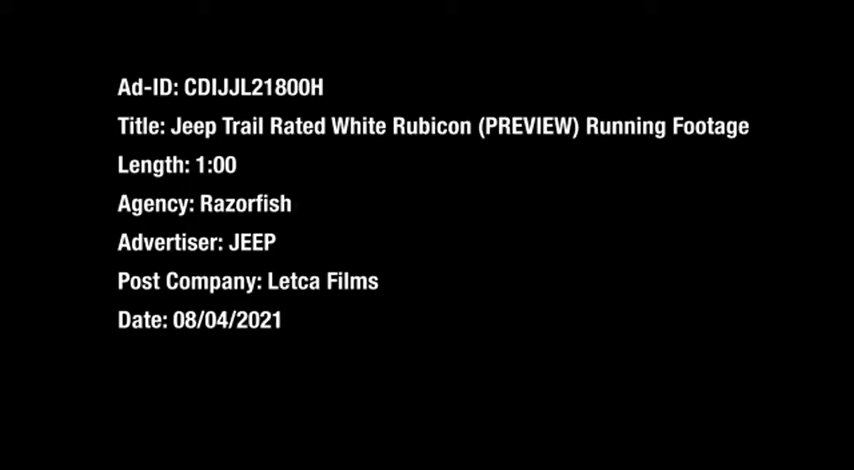 Ad-ID: CDIJJL21800H
Title: Jeep Trail Rated White Rubicon (PREVIEW) Running Footage
Length: 1:00
Agency: Razorfish
Advertiser: JEEP
Post Company: Letca Films
Date: 08/04/2021